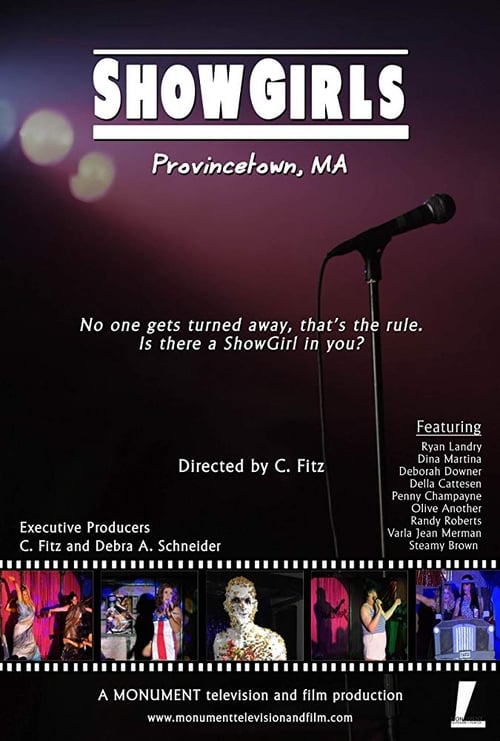 SHOWGIRLS
Provincetown, MA
No one gets turned away, that's the rule.
Is there a ShowGirl in you?
Featuring
Ryan Landry
Dina Martina
Deborah Downer
Della Cattesen
Penny Champayne
Olive Another
Randy Roberts
Varla Jean Merman
Steamy Brown
Directed by C. Fitz
Executive Producers
C. Fitz and Debra A. Schneider
A MONUMENT television and film production
www.monumenttelevisionandfilm.com